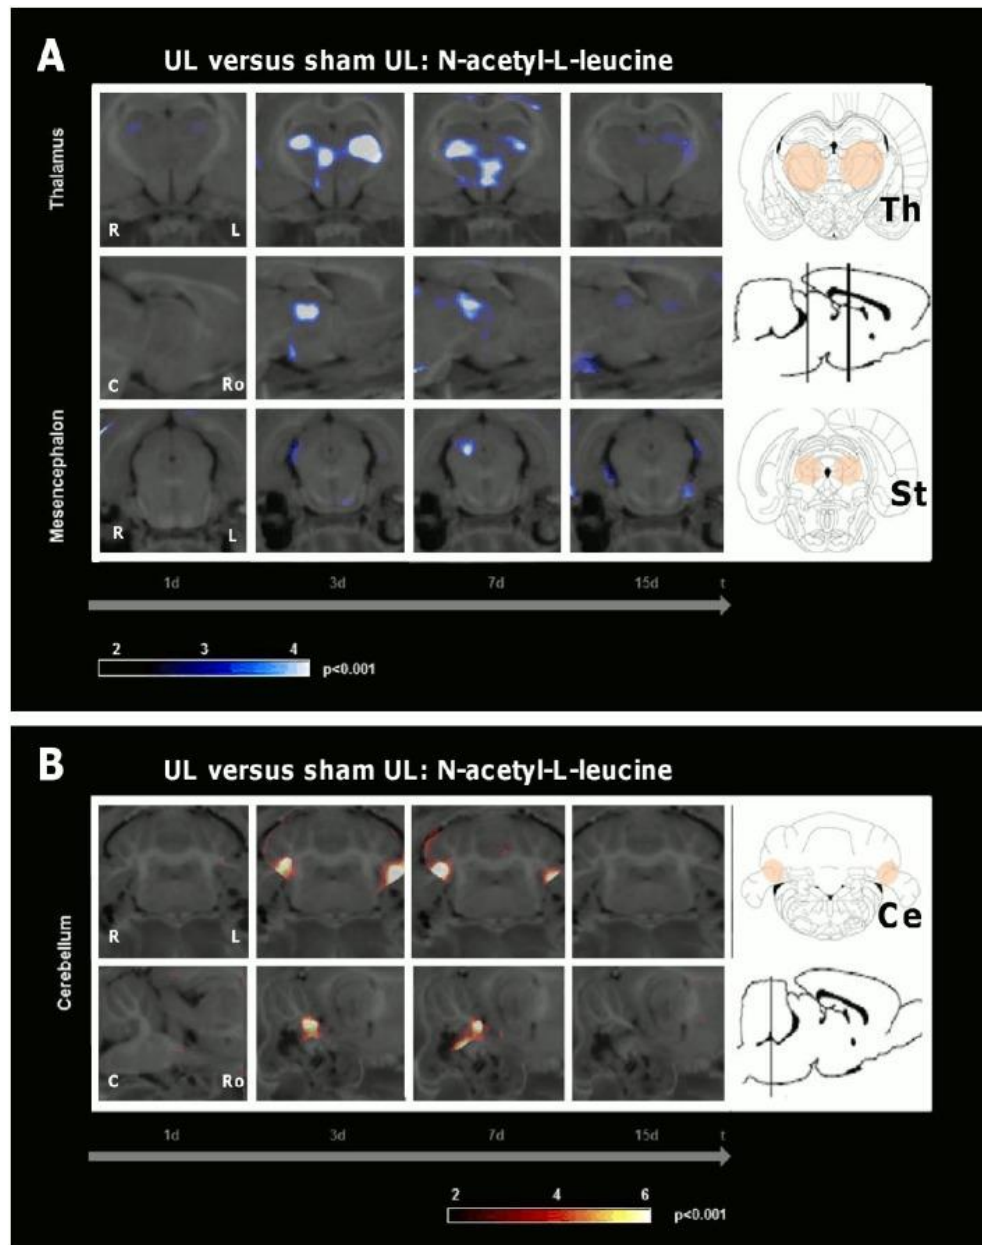 A
UL versus sham UL: N-acetyl-L-leucine
Thalamus
R L
Th
C Ro
Mesencephalon
R L
St
1d 3d 7d 15d t
2 3 4
p<0.001
B
UL versus sham UL: N-acetyl-L-leucine
Cerebellum
R L
Ce
C Ro
1d 3d 7d 15d t
2 4 6
p<0.001